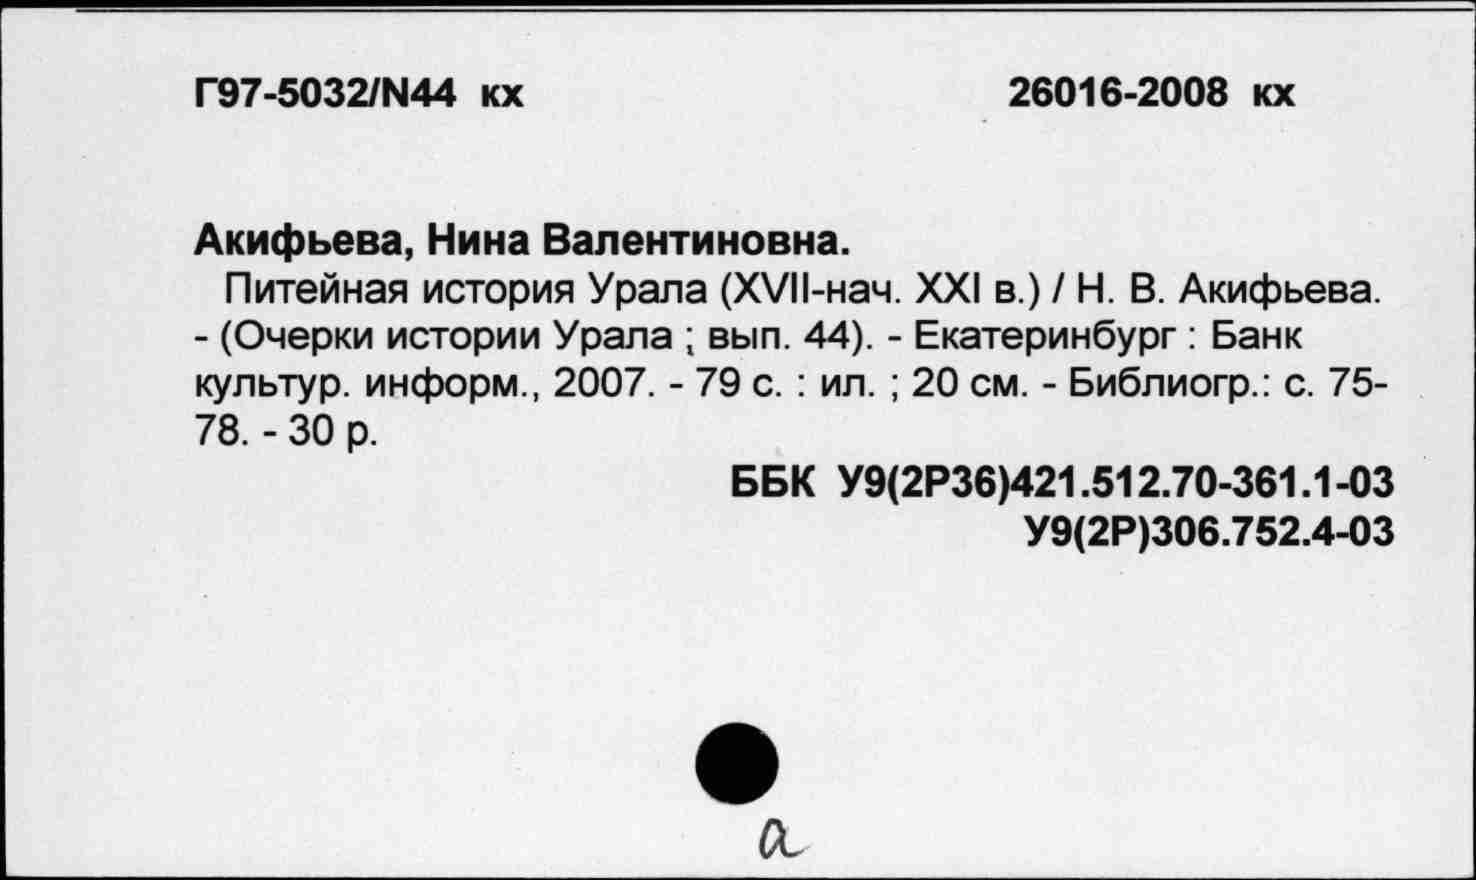 Г97-5032/N44 кх 26016-2008 кх
Акифьева, Нина Валентиновна.
Питейная история Урала (XVII-нач. XXI в.) / Н. В. Акифьева.
- (Очерки истории Урала ; вып. 44). - Екатеринбург : Банк
культур. информ., 2007. - 79 с. : ил. ; 20 см. - Библиогр.: с. 75-
78. - 30 р.
ББК У9(2Р36)421.512.70-361.1-03
У9(2Р)306.752.4-03
а